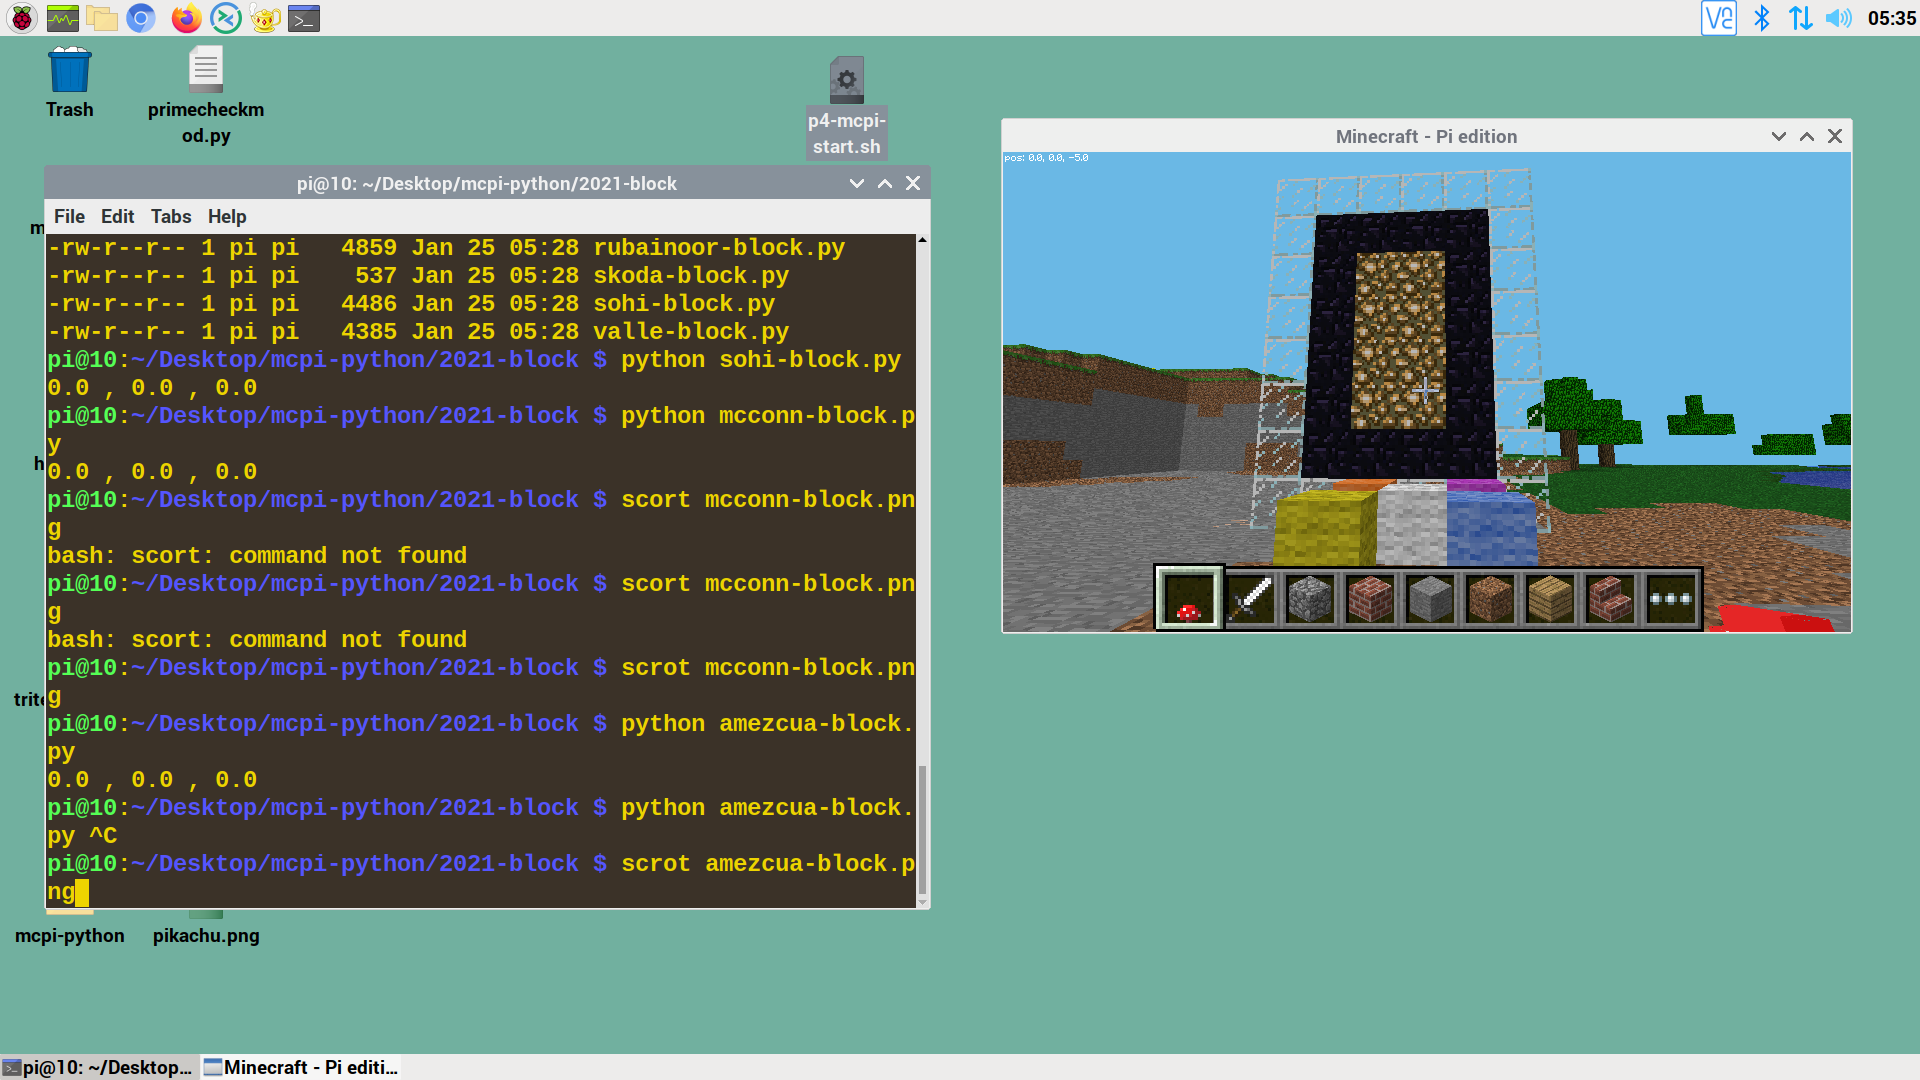 05:35
Trash
primecheckm
od.py
p4-mcpi-
start.sh
Minecraft - Pi edition
pos: 0.0, 0.0, -5.0
pi@10: ~/Desktop/mcpi-python/2021-block
File Edit Tabs Help
m
-rw-r--r-- 1 pi pi 4859 Jan 25 05:28 rubainoor-block.py
-rw-r--r-- 1 pi pi 537 Jan 25 05:28 skoda-block.py
-rw-r--r-- 1 pi pi 4486 Jan 25 05:28 sohi-block.py
-rw-r--r-- 1 pi pi 4385 Jan 25 05:28 valle-block.py
pi@10:~/Desktop/mcpi-python/2021-block $ python sohi-block.py
0.0 , 0.0 , 0.0
pi@10:~/Desktop/mcpi-python/2021-block $ python mcconn-block.p
y
h
0.0 , 0.0 , 0.0
pi@10:~/Desktop/mcpi-python/2021-block $ scort mcconn-block.pn
g
bash: scort: command not found
pi@10:~/Desktop/mcpi-python/2021-block $ scort mcconn-block.pn
g
bash: scort: command not found
pi@10:~/Desktop/mcpi-python/2021-block $ scrot mcconn-block.pn
g
trit
pi@10:~/Desktop/mcpi-python/2021-block $ python amezcua-block.
py
0.0 , 0.0 , 0.0
pi@10:~/Desktop/mcpi-python/2021-block $ python amezcua-block.
py ^C
pi@10:~/Desktop/mcpi-python/2021-block $ scrot amezcua-block.p
ng
mcpi-python
pikachu.png
pi@10: ~/Desktop...
Minecraft - Pi editi...